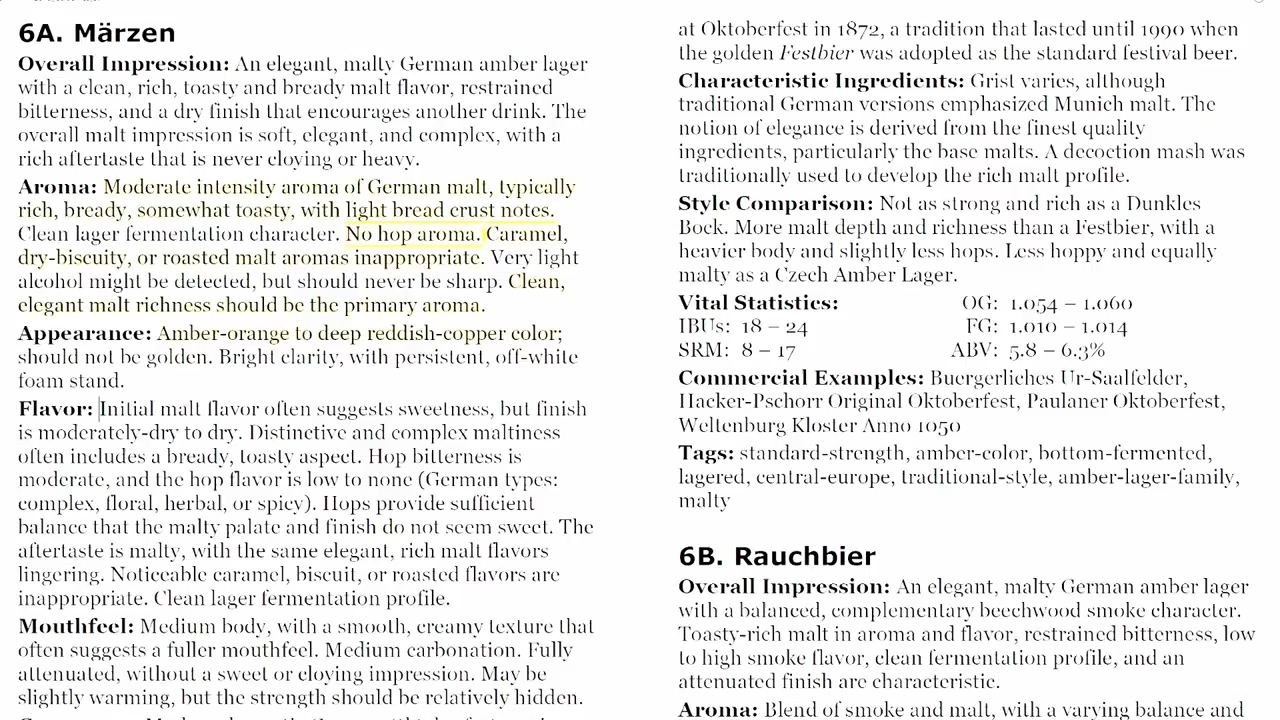 6A. Märzen
Overall Impression: An elegant, malty German amber lager
with a clean, rich, toasty and bready malt flavor, restrained
bitterness, and a dry finish that encourages another drink. The
overall malt impression is soft, elegant, and complex, with a
rich aftertaste that is never cloying or heavy.
Aroma: Moderate intensity aroma of German malt, typically
rich, bready, somewhat toasty, with light bread crust notes.
Clean lager fermentation character. No hop aroma. Caramel,
dry-biscuity, or roasted malt aromas inappropriate. Very light
alcohol might be detected, but should never be sharp. Clean,
elegant malt richness should be the primary aroma.
Appearance: Amber-orange to deep reddish-copper color;
should not be golden. Bright clarity, with persistent, off-white
foam stand.
Flavor: Initial malt flavor often suggests sweetness, but finish
is moderately-dry to dry. Distinctive and complex maltiness
often includes a bready, toasty aspect. Hop bitterness is
moderate, and the hop flavor is low to none (German types:
complex, floral, herbal, or spicy). Hops provide sufficient
balance that the malty palate and finish do not seem sweet. The
aftertaste is malty, with the same elegant, rich malt flavors
lingering. Noticeable caramel, biscuit, or roasted flavors are
inappropriate. Clean lager fermentation profile.
Mouthfeel: Medium body, with a smooth, creamy texture that
often suggests a fuller mouthfeel. Medium carbonation. Fully
attenuated, without a sweet or cloying impression. May be
slightly warming, but the strength should be relatively hidden.
at Oktoberfest in 1872, a tradition that lasted until 1990 when
the golden Festbier was adopted as the standard festival beer.
Characteristic Ingredients: Grist varies, although
traditional German versions emphasized Munich malt. The
notion of elegance is derived from the finest quality
ingredients, particularly the base malts. A decoction mash was
traditionally used to develop the rich malt profile.
Style Comparison: Not as strong and rich as a Dunkles
Bock. More malt depth and richness than a Festbier, with a
heavier body and slightly less hops. Less hoppy and equally
malty as a Czech Amber Lager.
Vital Statistics: OG: 1.054 – 1.060
IBUs: 18 – 24 FG: 1.010 – 1.014
SRM: 8 – 17 ABV: 5.8 – 6.3%
Commercial Examples: Buergerliches Ur-Saalfelder,
Hacker-Pschorr Original Oktoberfest, Paulaner Oktoberfest,
Weltenburg Kloster Anno 1050
Tags: standard-strength, amber-color, bottom-fermented,
lagered, central-europe, traditional-style, amber-lager-family,
malty
6B. Rauchbier
Overall Impression: An elegant, malty German amber lager
with a balanced, complementary beechwood smoke character.
Toasty-rich malt in aroma and flavor, restrained bitterness, low
to high smoke flavor, clean fermentation profile, and an
attenuated finish are characteristic.
Aroma: Blend of smoke and malt, with a varying balance and